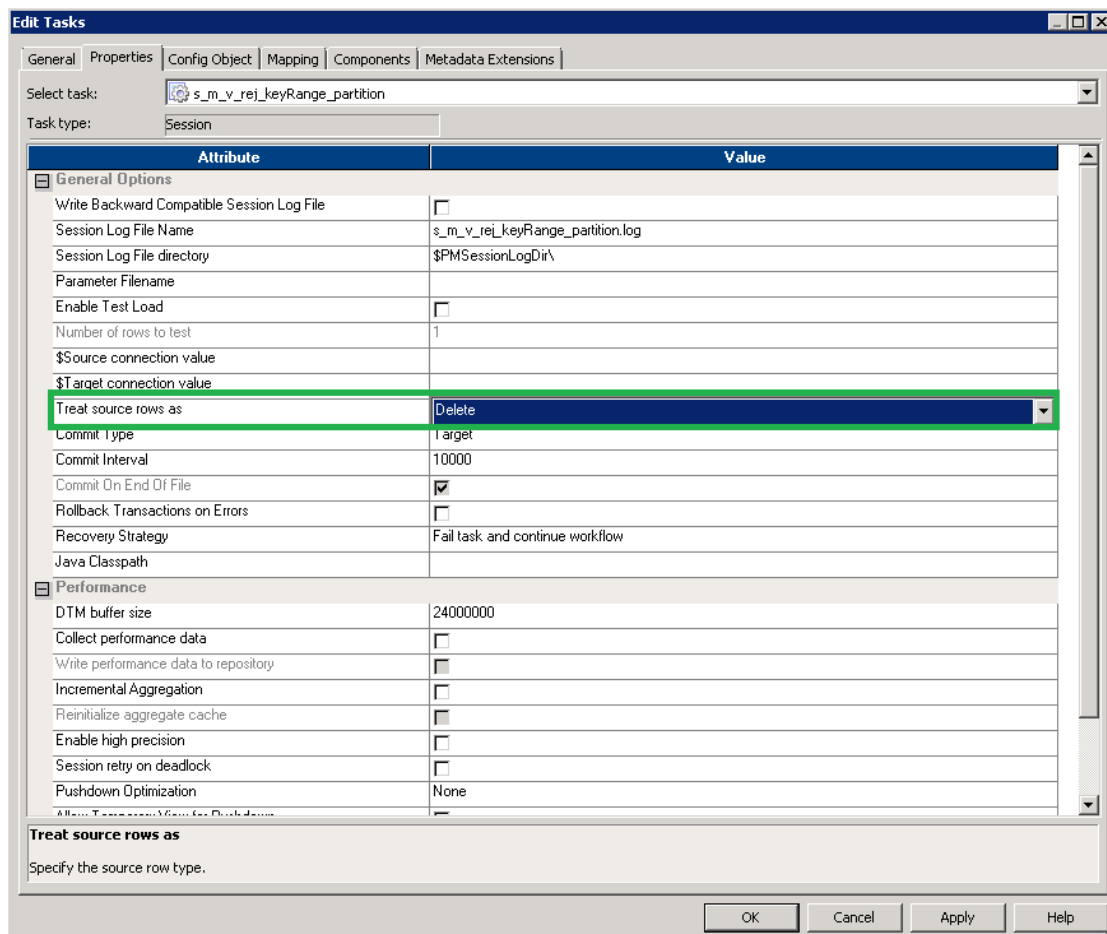 Edit Tasks
General Properties Config Object Mapping Components Metadata Extensions
Select task: s_m_v_rej_keyRange_partition
Task type: Session
Attribute Value
General Options
Write Backward Compatible Session Log File
Session Log File Name s_m_v_rej_keyRange_partition.log
Session Log File directory $PMSessionLogDir\
Parameter Filename
Enable Test Load
Number of rows to test 1
$Source connection value
$Target connection value
Treat source rows as Delete
Commit Type Target
Commit Interval 10000
Commit On End Of File
Rollback Transactions on Errors
Recovery Strategy Fail task and continue workflow
Java Classpath
Performance
DTM buffer size 24000000
Collect performance data
Write performance data to repository
Incremental Aggregation
Reinitialize aggregate cache
Enable high precision
Session retry on deadlock
Pushdown Optimization None
Allow Temporary View for Pushdown
Treat source rows as
Specify the source row type.
OK Cancel Apply Help